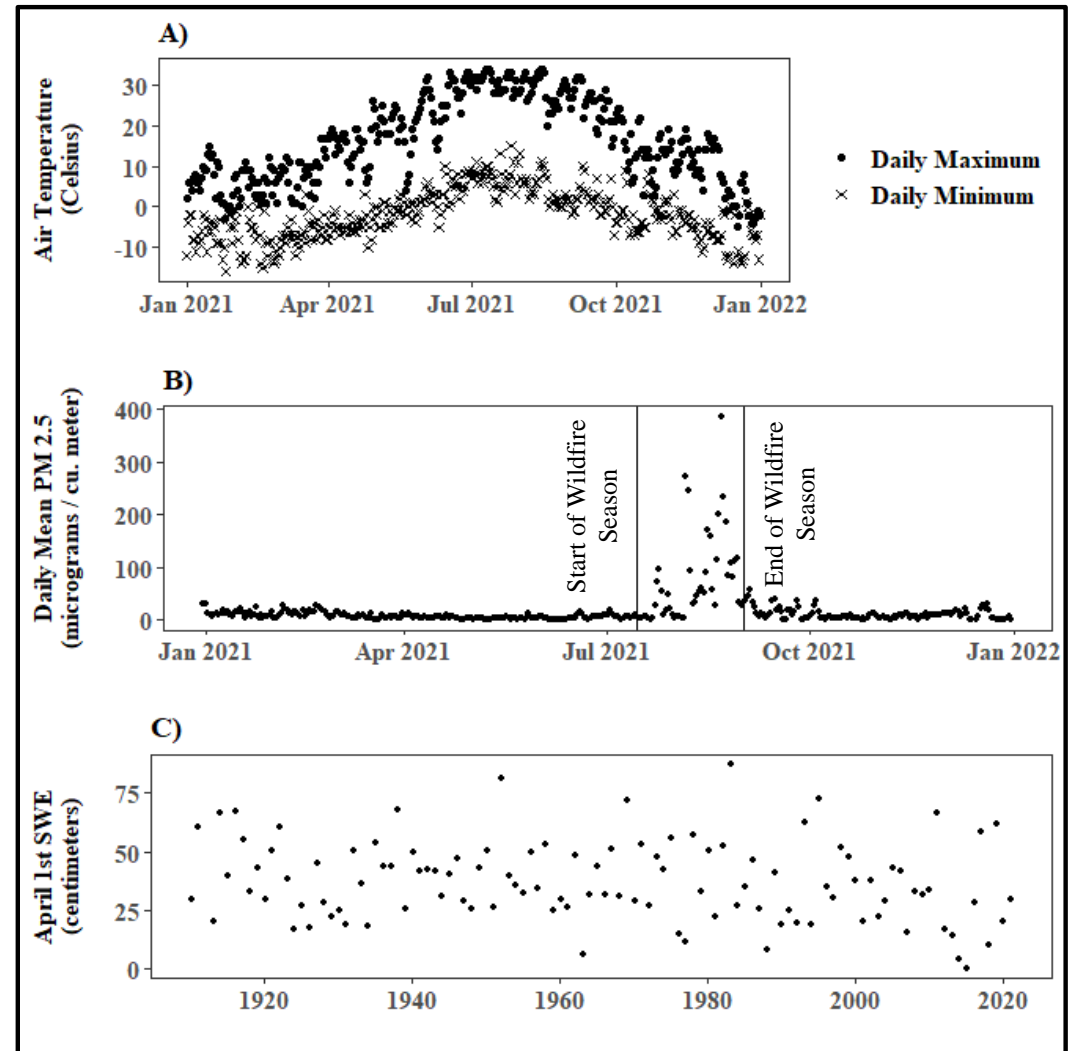 A)
Air Temperature
(Celsius)
30
20
10
0
-10
Jan 2021
Apr 2021
Jul 2021
Oct 2021
Jan 2022
Daily Maximum
Daily Minimum
B)
Daily Mean PM 2.5
(micrograms / cu. meter)
400
300
200
100
0
Start of Wildfire
Season
End of Wildfire
Season
Jan 2021
Apr 2021
Jul 2021
Oct 2021
Jan 2022
C)
April 1st SWE
(centimeters)
75
50
25
0
1920
1940
1960
1980
2000
2020